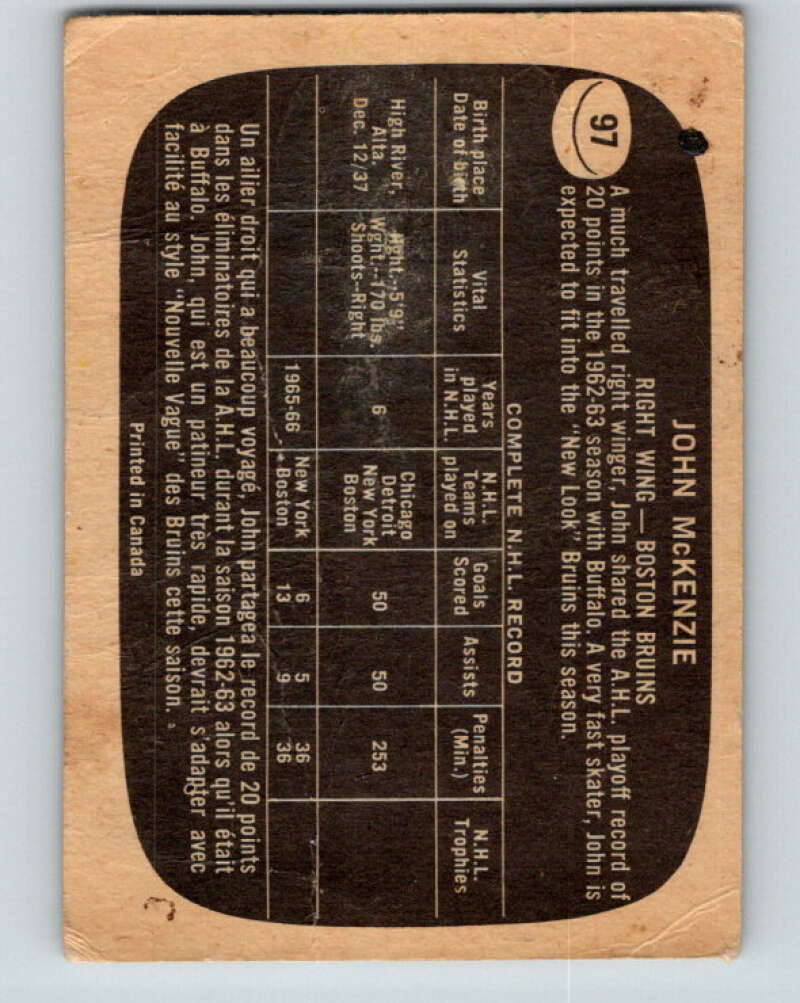 JOHN McKENZIE
RIGHT WING — BOSTON BRUINS
97
A much travelled right winger, John shared the A.H.L. playoff record of
20 points in the 1962-63 season with Buffalo. A very fast skater, John is
expected to fit into the "New Look" Bruins this season.
COMPLETE N.H.L. RECORD
Birth place Date of birth | Vital Statistics | Years played in N.H.L. | N.H.L. Teams played on | Goals Scored | Assists | Penalties (Min.) | N.H.L. Trophies
High River, Alta. Dec. 12/37 | Hght.--5'9" Wght.--170 lbs. Shoots--Right | 6 | Chicago Detroit New York Boston | 50 | 50 | 253
1965-66 | New York | 6 | 5 | 36
* Boston | 13 | 9 | 36
Un ailier droit qui a beaucoup voyagé, John partagea le record de 20 points
dans les éliminatoires de la A.H.L. durant la saison 1962-63 alors qu'il était
à Buffalo. John, qui est un patineur très rapide, devrait s'adapter avec
facilité au style "Nouvelle Vague" des Bruins cette saison.
Printed in Canada